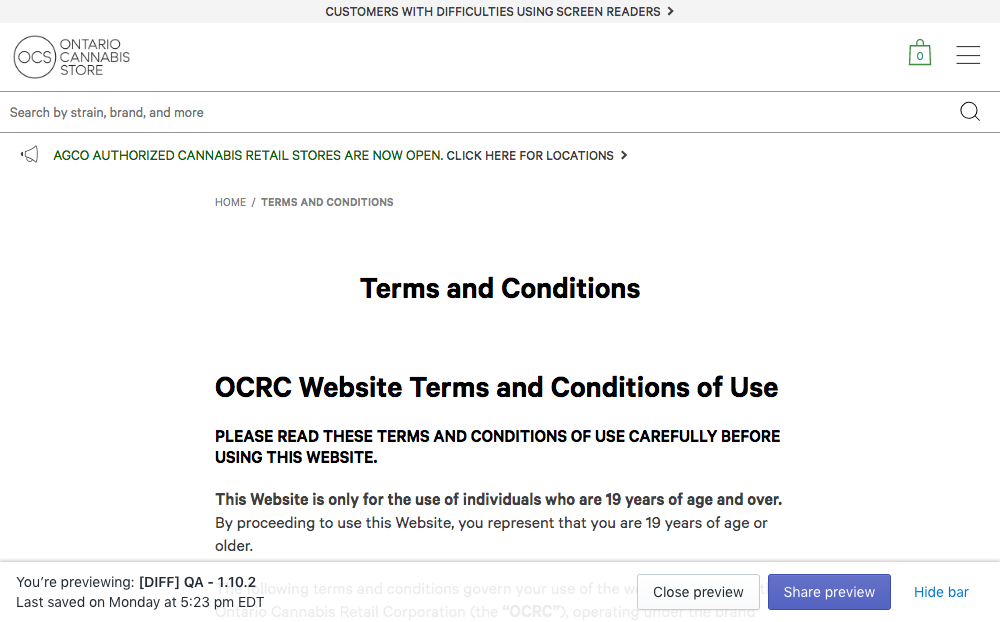 CUSTOMERS WITH DIFFICULTIES USING SCREEN READERS
OCS
ONTARIO
CANNABIS
STORE
0
Search by strain, brand, and more
AGCO AUTHORIZED CANNABIS RETAIL STORES ARE NOW OPEN. CLICK HERE FOR LOCATIONS
HOME / TERMS AND CONDITIONS
Terms and Conditions
OCRC Website Terms and Conditions of Use
PLEASE READ THESE TERMS AND CONDITIONS OF USE CAREFULLY BEFORE
USING THIS WEBSITE.
This Website is only for the use of individuals who are 19 years of age and over.
By proceeding to use this Website, you represent that you are 19 years of age or
older.
You're previewing: [DIFF] QA - 1.10.2
Last saved on Monday at 5:23 pm EDT
Close preview
Share preview
Hide bar
The following terms and conditions govern your use of the
Ontario Cannabis Retail Corporation (the “OCRC”), operating under the brand